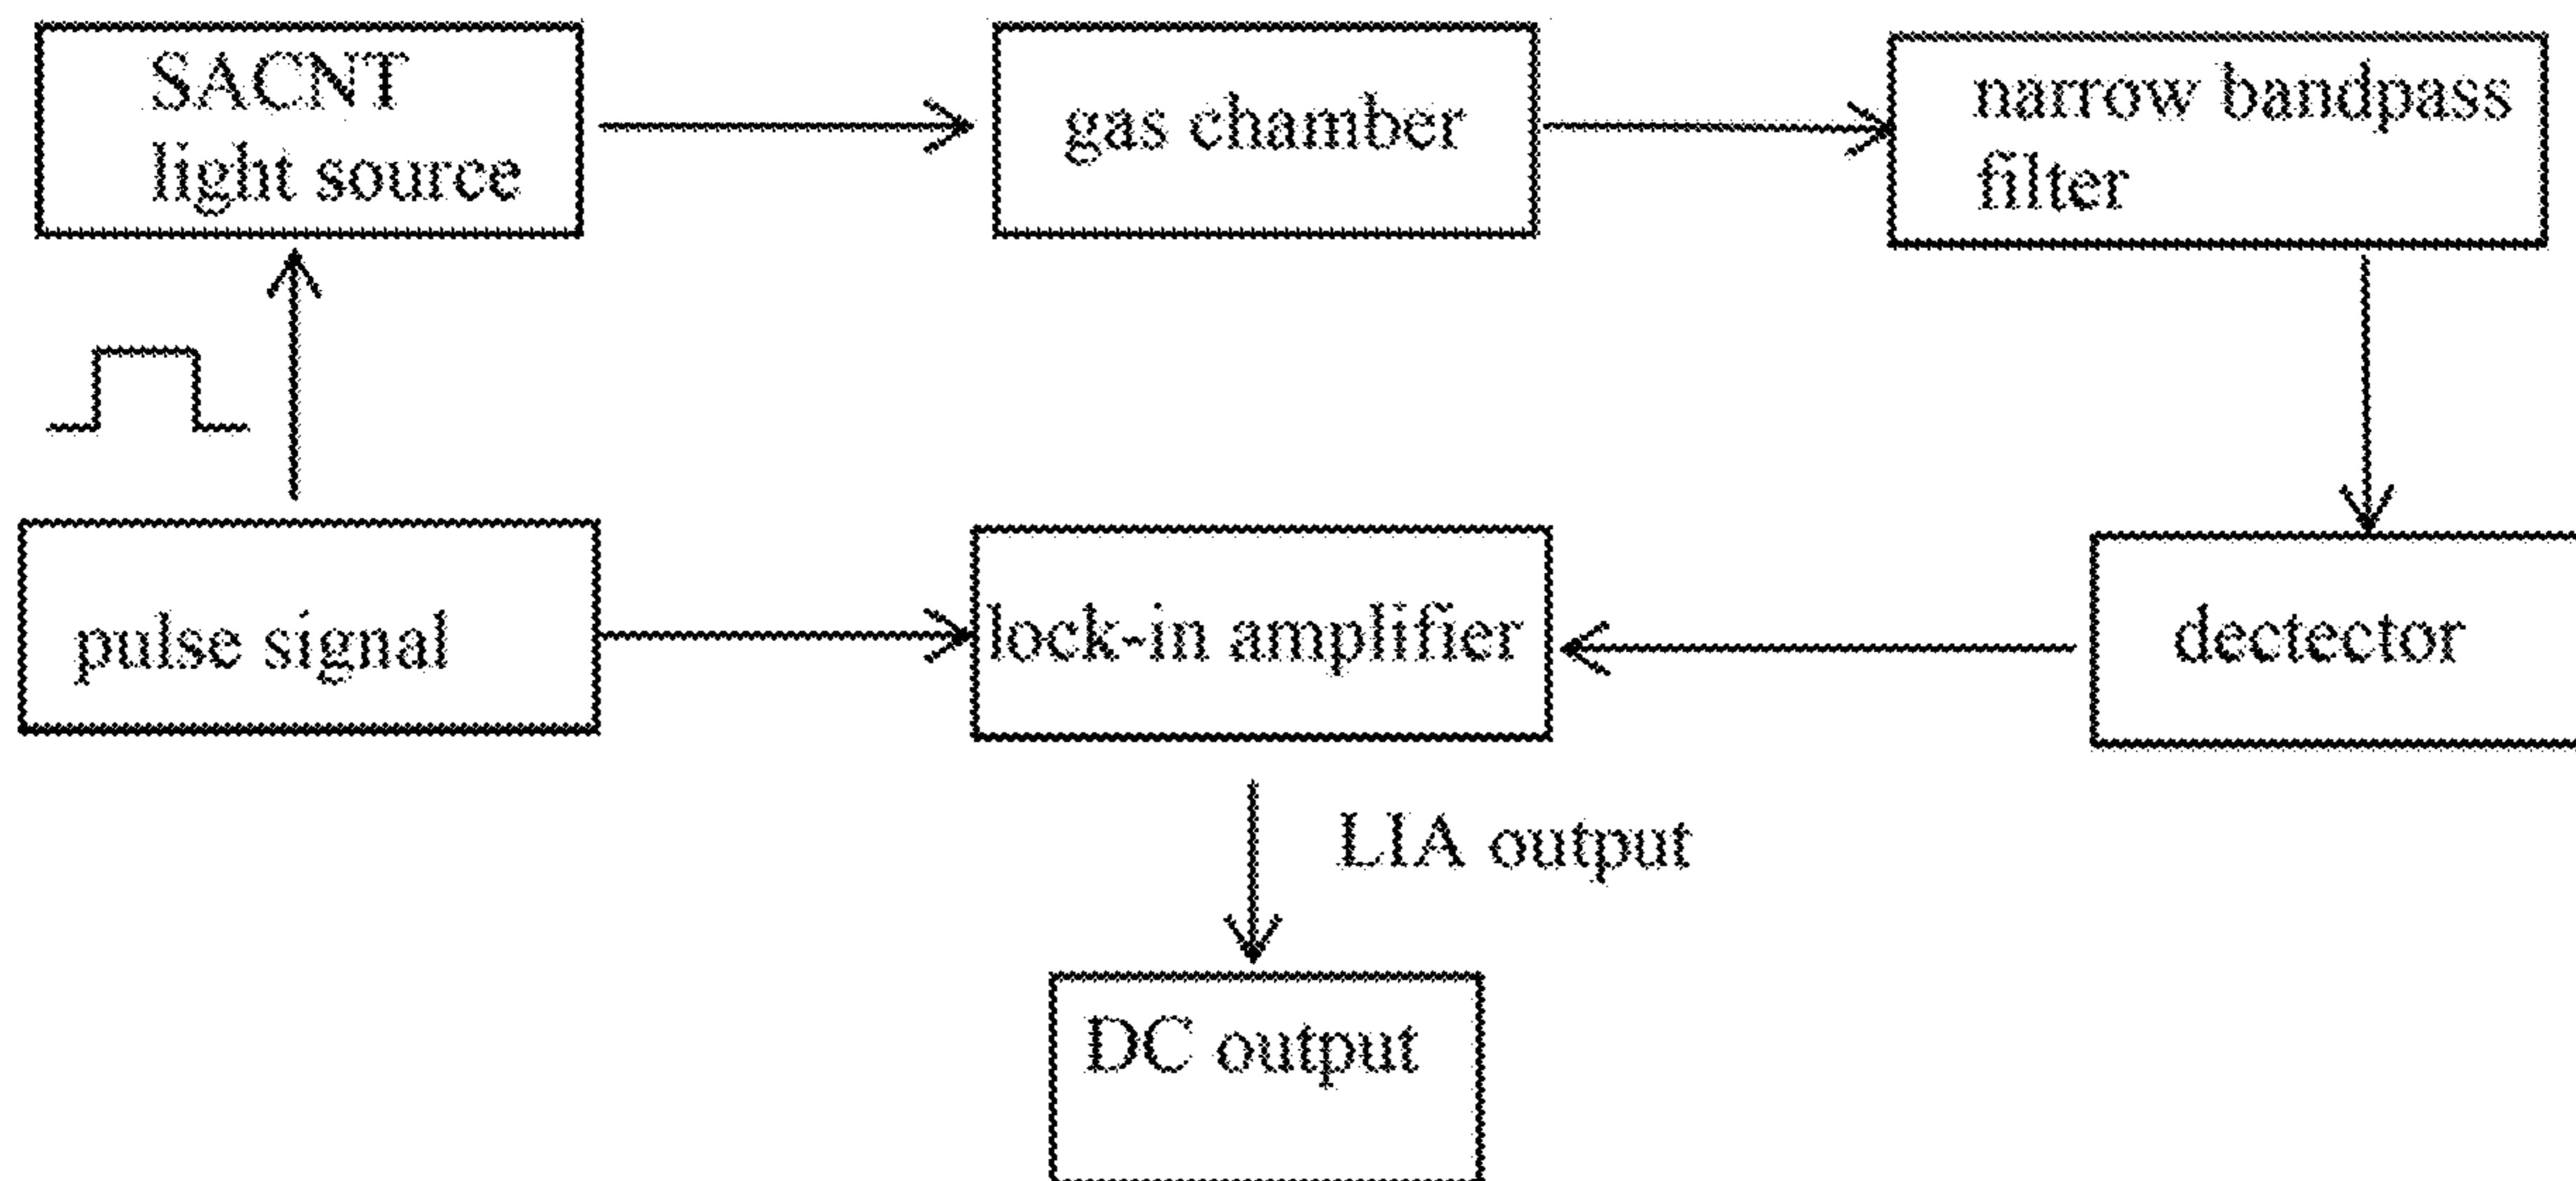 SACNT
light source
gas chamber
narrow bandpass
filter
pulse signal
lock-in amplifier
dectector
LIA output
DC output